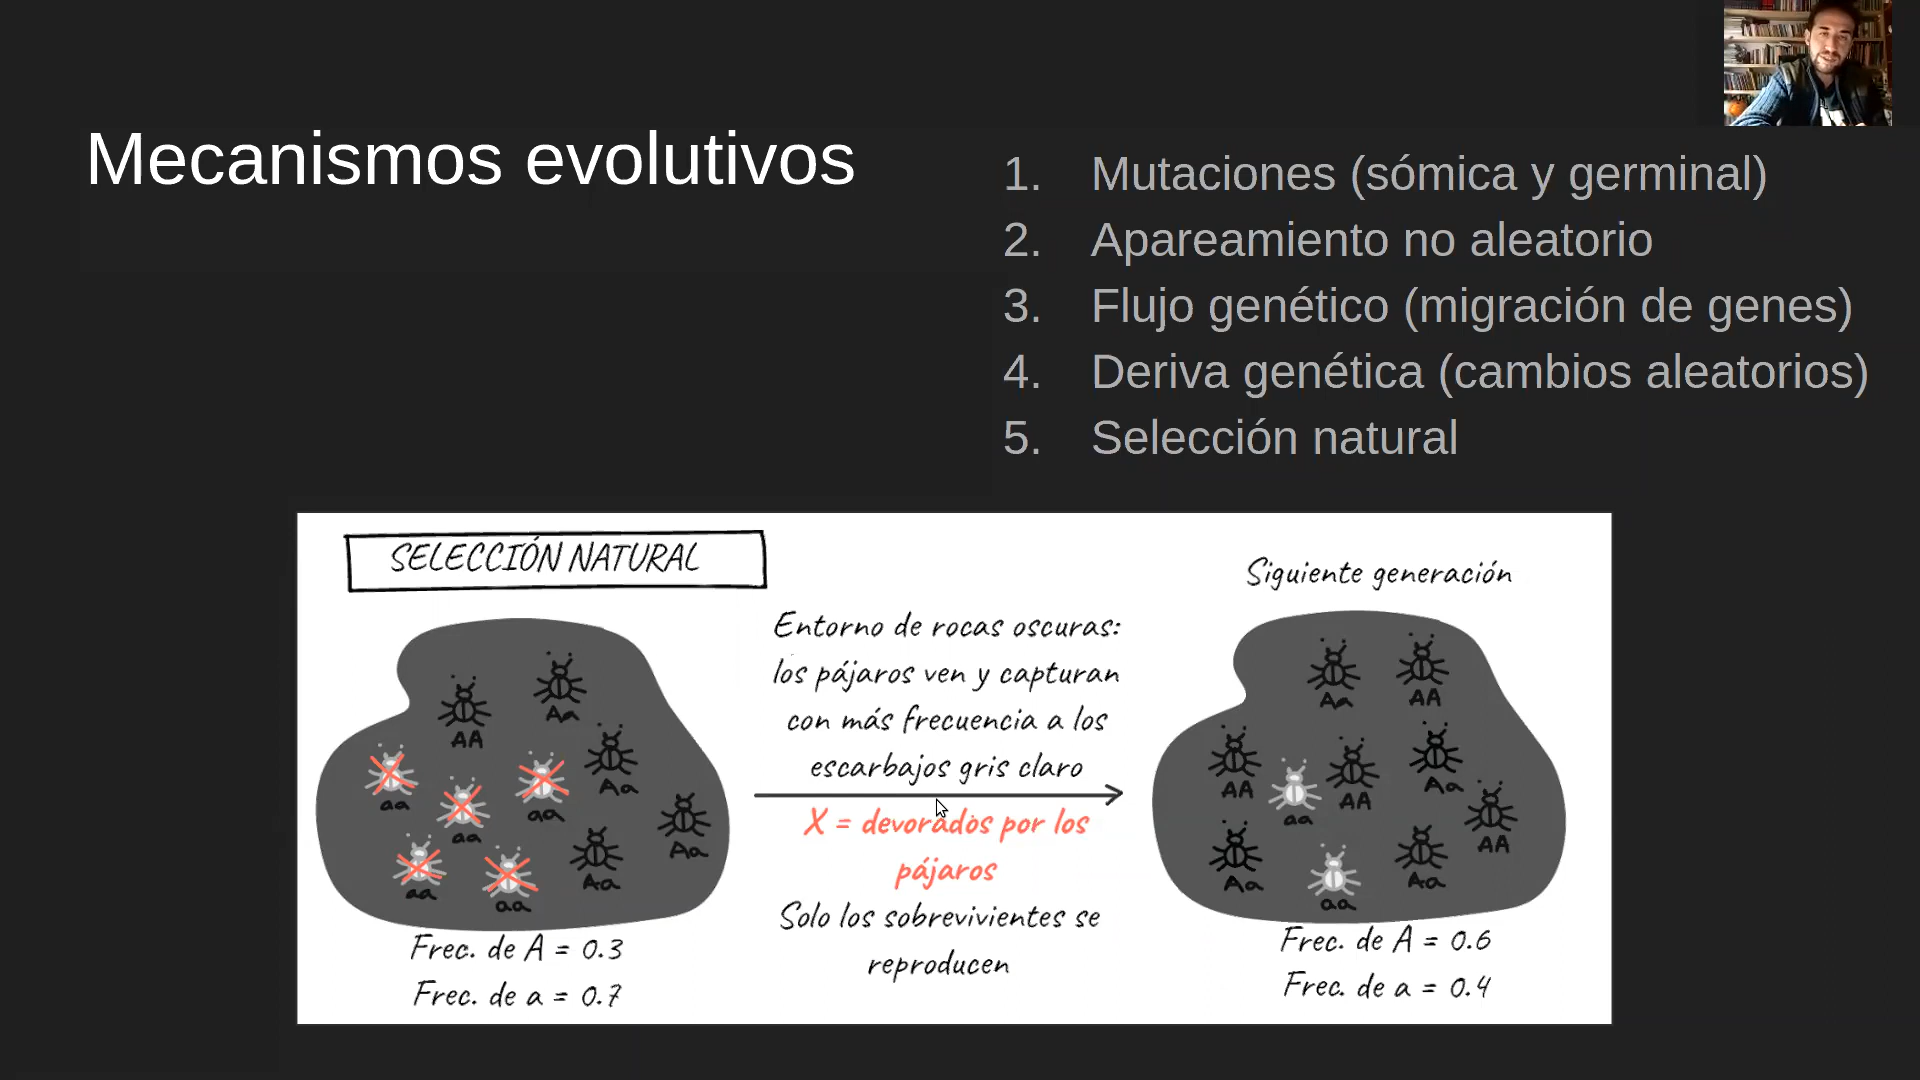 Mecanismos evolutivos
1. Mutaciones (sómica y germinal)
2. Apareamiento no aleatorio
3. Flujo genético (migración de genes)
4. Deriva genética (cambios aleatorios)
5. Selección natural
SELECCIÓN NATURAL
AA
Aa
aa
aa
aa
Aa
aa
aa
Aa
Aa
Frec. de A = 0.3
Frec. de a = 0.7
Entorno de rocas oscuras:
los pájaros ven y capturan
con más frecuencia a los
escarbajos gris claro
X = devorados por los
pájaros
Solo los sobrevivientes se
reproducen
Siguiente generación
Aa
AA
AA
aa
AA
Aa
AA
Aa
aa
Aa
Frec. de A = 0.6
Frec. de a = 0.4